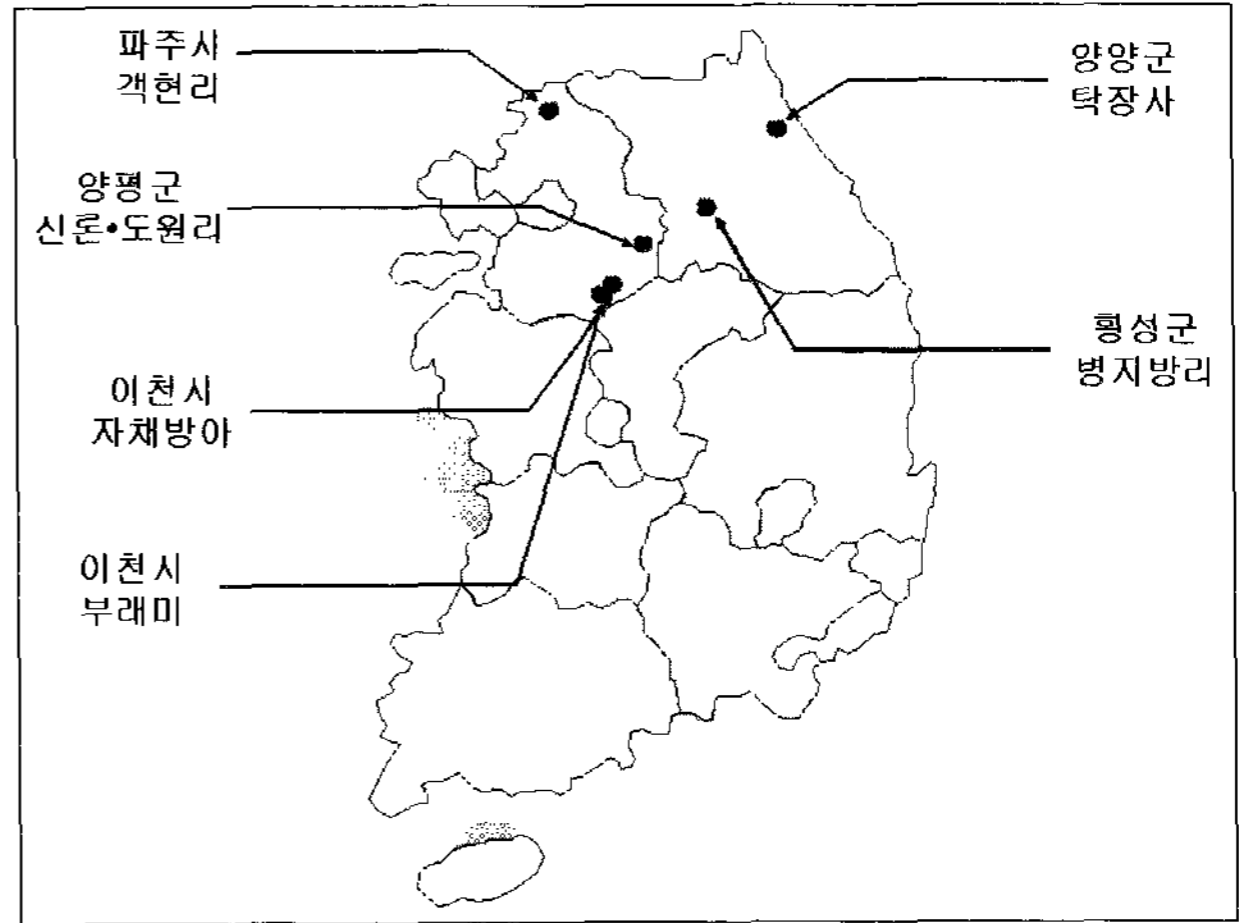 파주시
객현리
양양군
탁장사
양평군
신론•도원리
횡성군
병지방리
이천시
자채방아
이천시
부래미